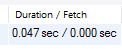 Duration / Fetch
0.047 sec / 0.000 sec